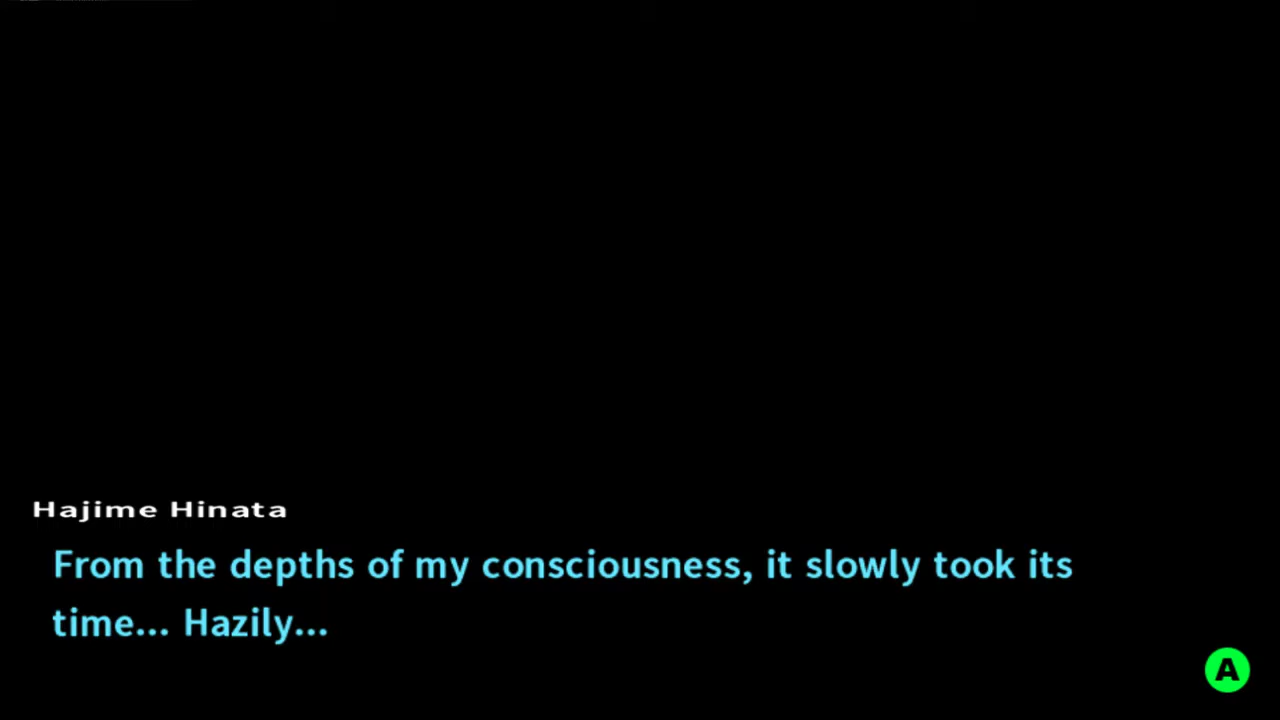 Hajime Hinata
From the depths of my consciousness, it slowly took its
time... Hazily...
A